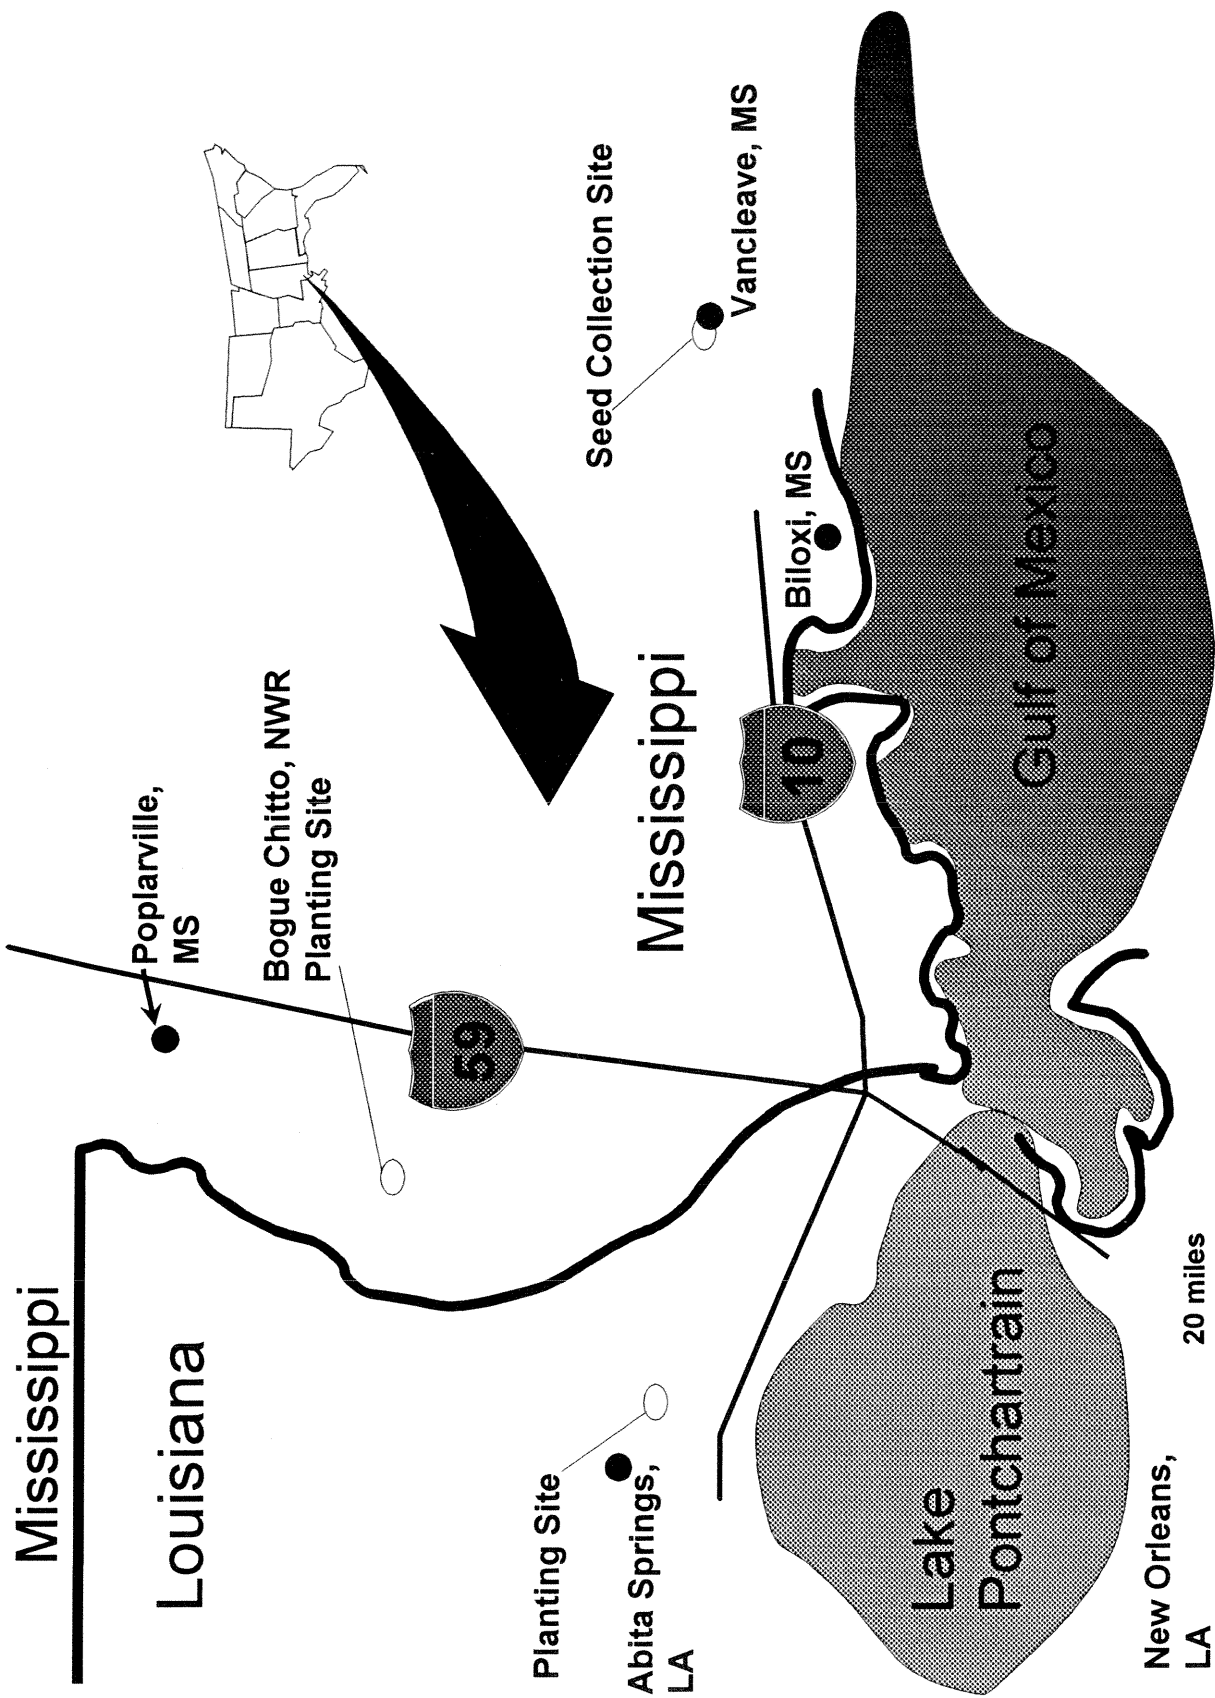 Mississippi
Louisiana
Poplarville,
MS
Bogue Chitto, NWR
Planting Site
59
Planting Site
Abita Springs,
LA
Seed Collection Site
Vancleave, MS
Mississippi
10
Biloxi, MS
Gulf of Mexico
Lake
Pontchartrain
New Orleans,
LA
20 miles